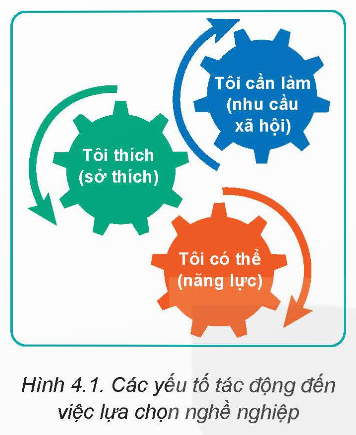 Tôi cần làm
(nhu cầu
xã hội)
Tôi thích
(sở thích)
Tôi có thể
(năng lực)
Hình 4.1. Các yếu tố tác động đến
việc lựa chọn nghề nghiệp